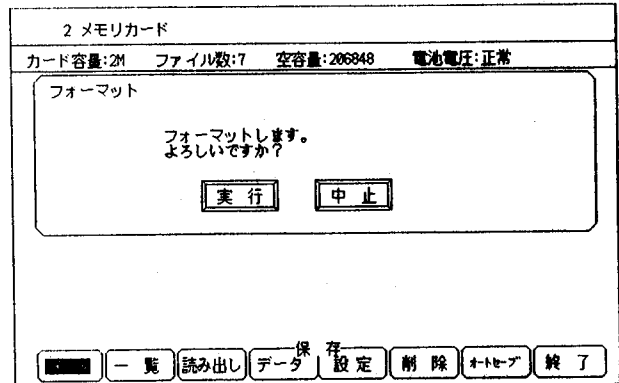 2 メモリカード
カード容量:2M ファイル数:7 空容量:206848 電池電圧:正常
フォーマット
フォーマットします。
よろしいですか?
実 行 中 止
保 存
一 覧 読み出し データ 設 定 削 除 オートセーブ 終 了